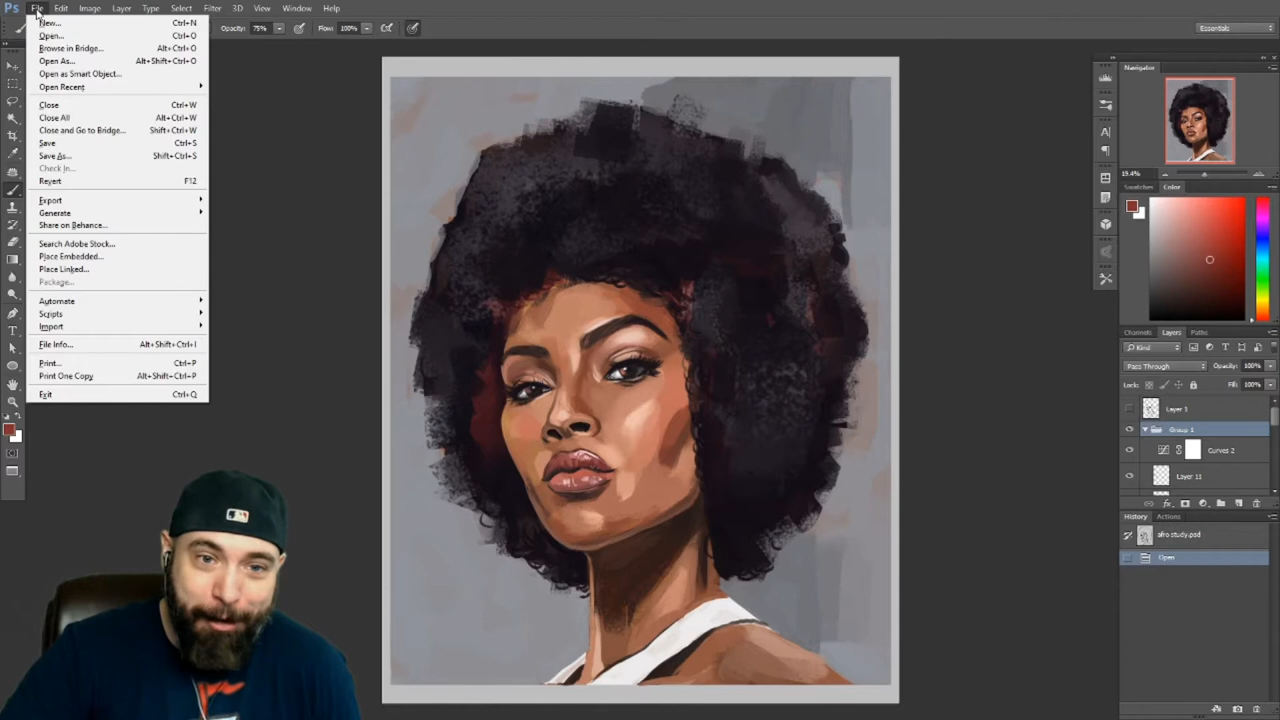 Ps File Edit Image Layer Type Select Filter 3D View Window Help
Opacity: 75% Flow: 100% Essentials
New... Ctrl+N
Open... Ctrl+O
Browse in Bridge... Alt+Ctrl+O
Open As... Alt+Shift+Ctrl+O
Open as Smart Object...
Open Recent
Close Ctrl+W
Close All Alt+Ctrl+W
Close and Go to Bridge... Shift+Ctrl+W
Save Ctrl+S
Save As... Shift+Ctrl+S
Check In...
Revert F12
Export
Generate
Share on Behance...
Search Adobe Stock...
Place Embedded...
Place Linked...
Package...
Automate
Scripts
Import
File Info... Alt+Shift+Ctrl+I
Print... Ctrl+P
Print One Copy Alt+Shift+Ctrl+P
Exit Ctrl+Q
Navigator
19.4%
Swatches Color
Channels Layers Paths
Kind
Pass Through Opacity: 100%
Lock: Fill: 100%
Layer 3
Group 1
Curves 2
Layer 11
History Actions
afro study.psd
Open